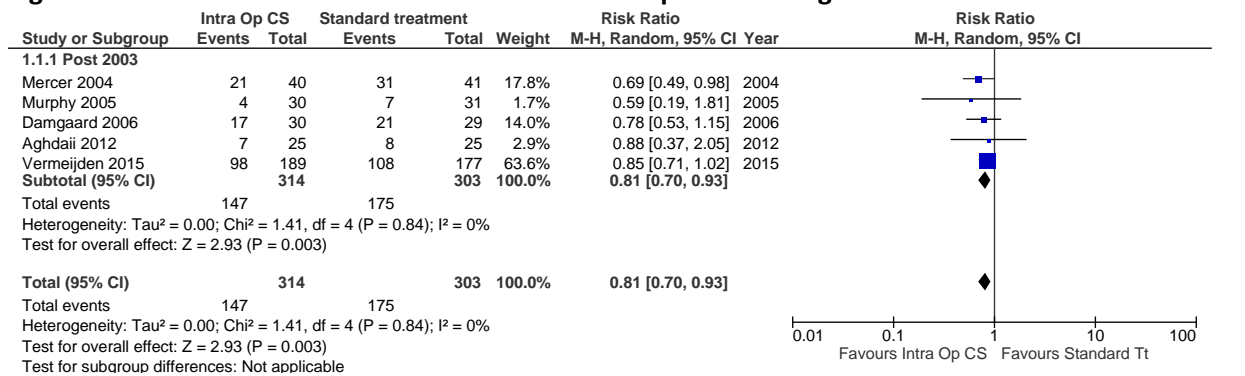 Intra Op CS Standard treatment Risk Ratio Risk Ratio
Study or Subgroup Events Total Events Total Weight M-H, Random, 95% CI Year M-H, Random, 95% CI
1.1.1 Post 2003
Mercer 2004 21 40 31 41 17.8% 0.69 [0.49, 0.98] 2004
Murphy 2005 4 30 7 31 1.7% 0.59 [0.19, 1.81] 2005
Damgaard 2006 17 30 21 29 14.0% 0.78 [0.53, 1.15] 2006
Aghdaii 2012 7 25 8 25 2.9% 0.88 [0.37, 2.05] 2012
Vermeijden 2015 98 189 108 177 63.6% 0.85 [0.71, 1.02] 2015
Subtotal (95% CI) 314 303 100.0% 0.81 [0.70, 0.93]
Total events 147 175
Heterogeneity: Tau² = 0.00; Chi² = 1.41, df = 4 (P = 0.84); I² = 0%
Test for overall effect: Z = 2.93 (P = 0.003)
Total (95% CI) 314 303 100.0% 0.81 [0.70, 0.93]
Total events 147 175
Heterogeneity: Tau² = 0.00; Chi² = 1.41, df = 4 (P = 0.84); I² = 0%
Test for overall effect: Z = 2.93 (P = 0.003)
Test for subgroup differences: Not applicable
0.01 0.1 1 10 100
Favours Intra Op CS Favours Standard Tt